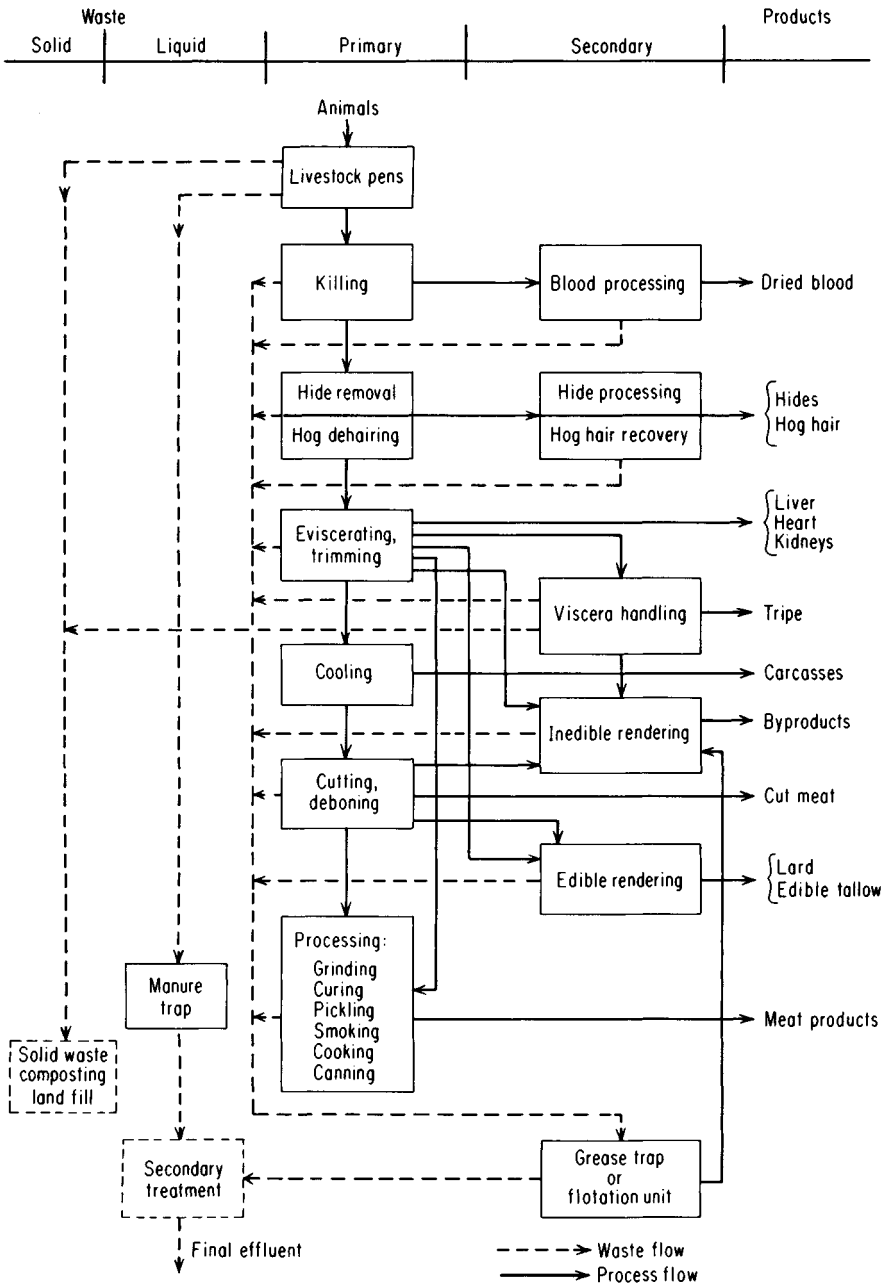 Waste
Products
Solid
Liquid
Primary
Secondary
Animals
Livestock pens
Killing
Blood processing
Dried blood
Hide removal
Hog dehairing
Hide processing
Hog hair recovery
Hides
Hog hair
Eviscerating,
trimming
Liver
Heart
Kidneys
Viscera handling
Tripe
Cooling
Carcasses
Inedible rendering
Byproducts
Cutting,
deboning
Cut meat
Edible rendering
Lard
Edible tallow
Processing:
Grinding
Curing
Pickling
Smoking
Cooking
Canning
Meat products
Manure
trap
Solid waste
composting
land fill
Secondary
treatment
Grease trap
or
flotation unit
Final effluent
Waste flow
Process flow